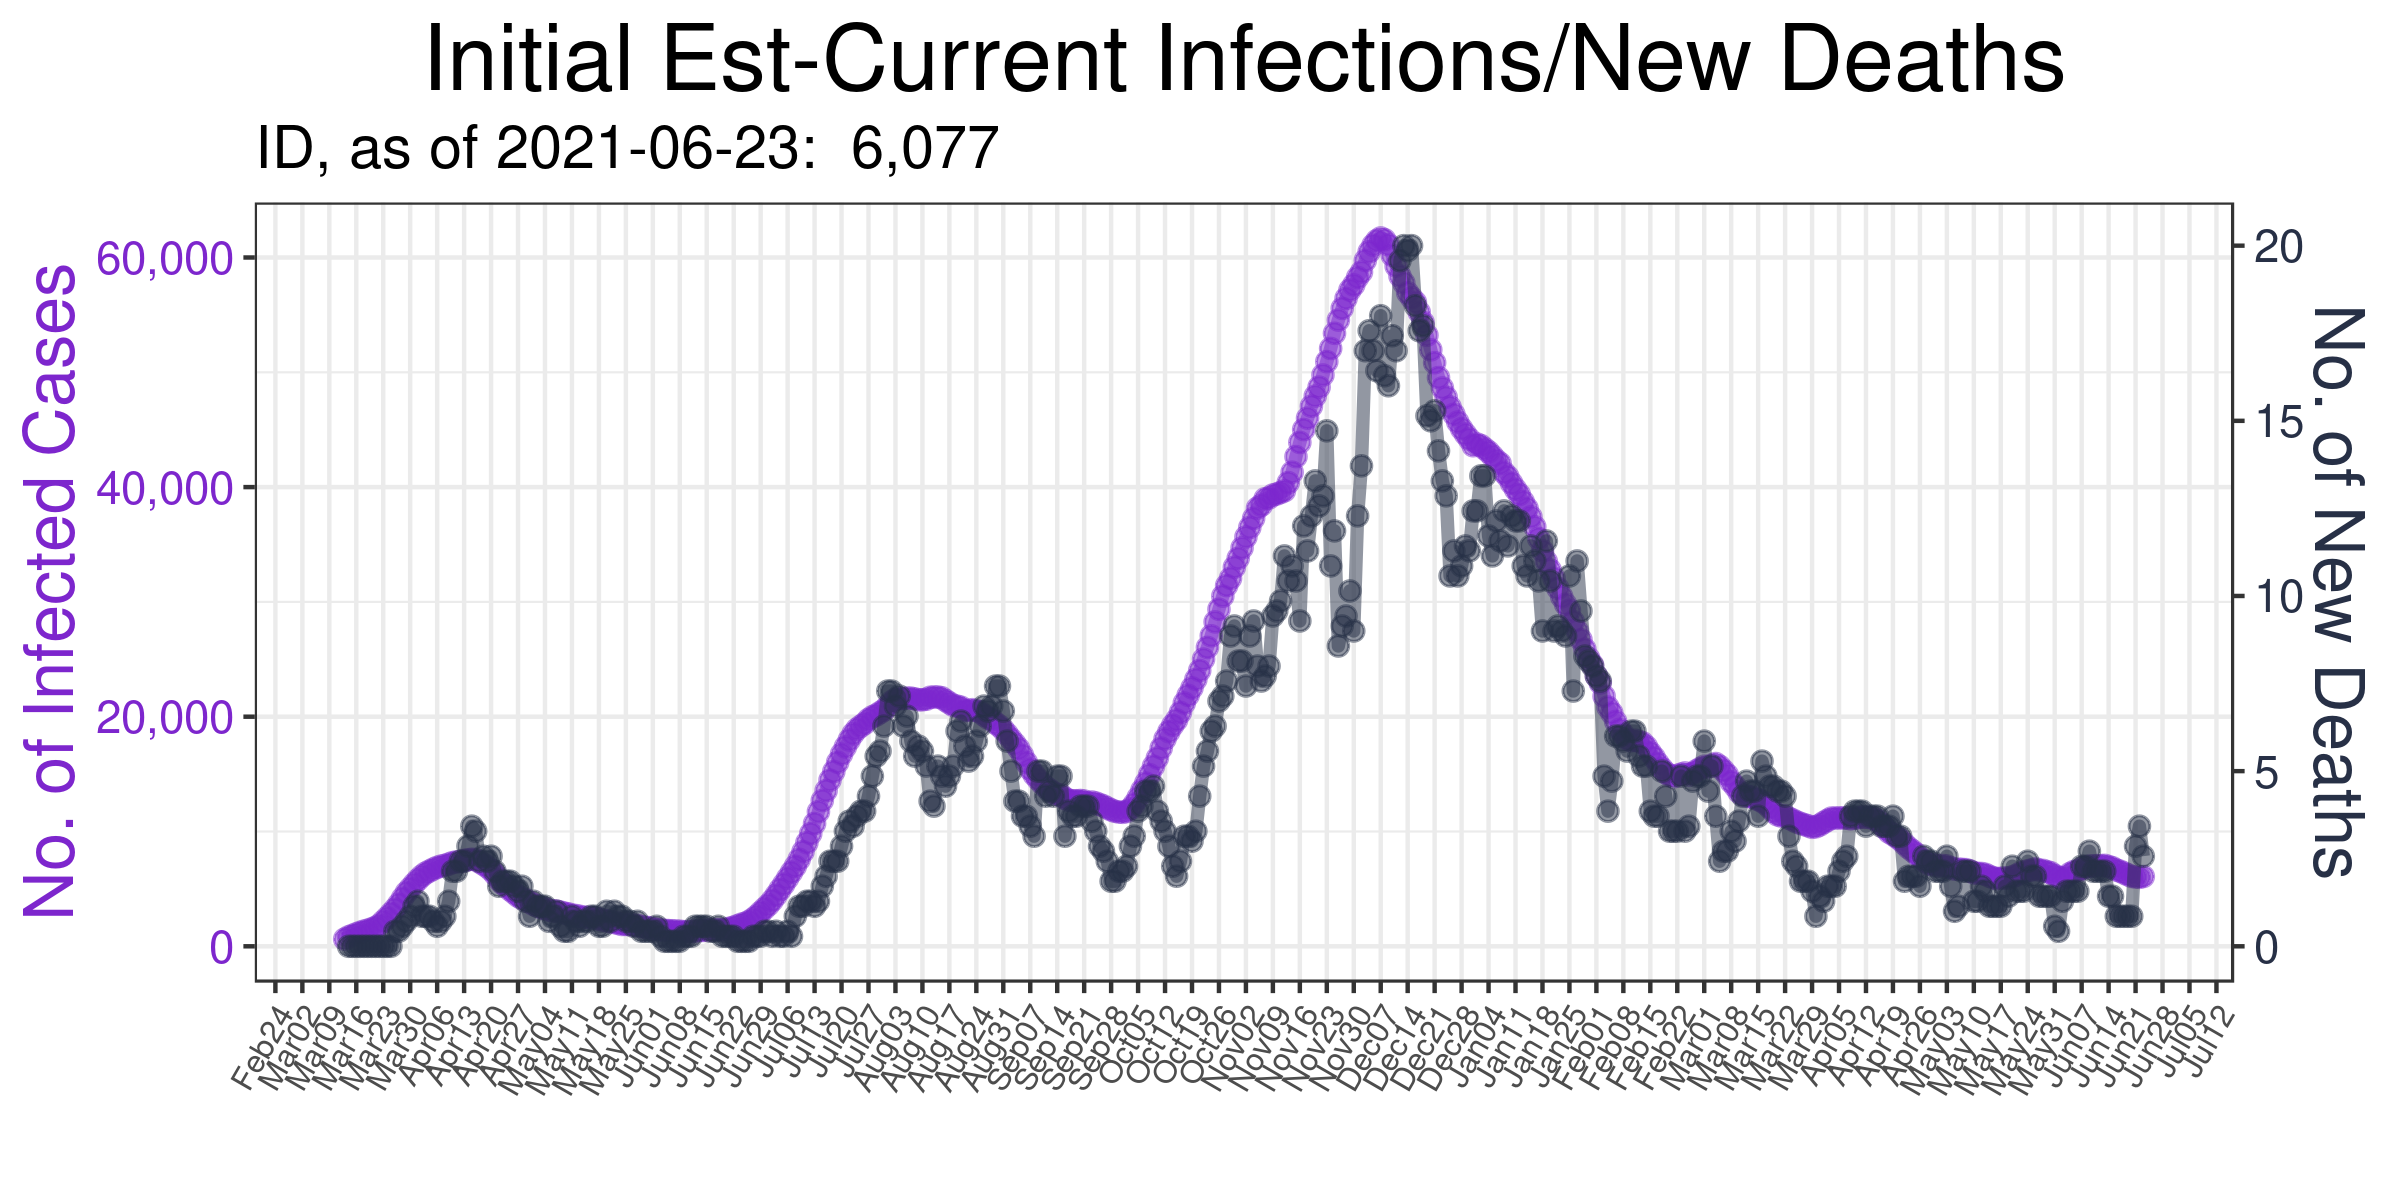 Initial Est-Current Infections/New Deaths
ID, as of 2021-06-23:  6,077
No. of Infected Cases
60,000
40,000
20,000
0
20
15
10
5
0
No. of New Deaths
Feb24
Mar02
Mar09
Mar16
Mar23
Mar30
Apr06
Apr13
Apr20
Apr27
May04
May11
May18
May25
Jun01
Jun08
Jun15
Jun22
Jun29
Jul06
Jul13
Jul20
Jul27
Aug03
Aug10
Aug17
Aug24
Aug31
Sep07
Sep14
Sep21
Sep28
Oct05
Oct12
Oct19
Oct26
Nov02
Nov09
Nov16
Nov23
Nov30
Dec07
Dec14
Dec21
Dec28
Jan04
Jan11
Jan18
Jan25
Feb01
Feb08
Feb15
Feb22
Mar01
Mar08
Mar15
Mar22
Mar29
Apr05
Apr12
Apr19
Apr26
May03
May10
May17
May24
May31
Jun07
Jun14
Jun21
Jun28
Jul05
Jul12